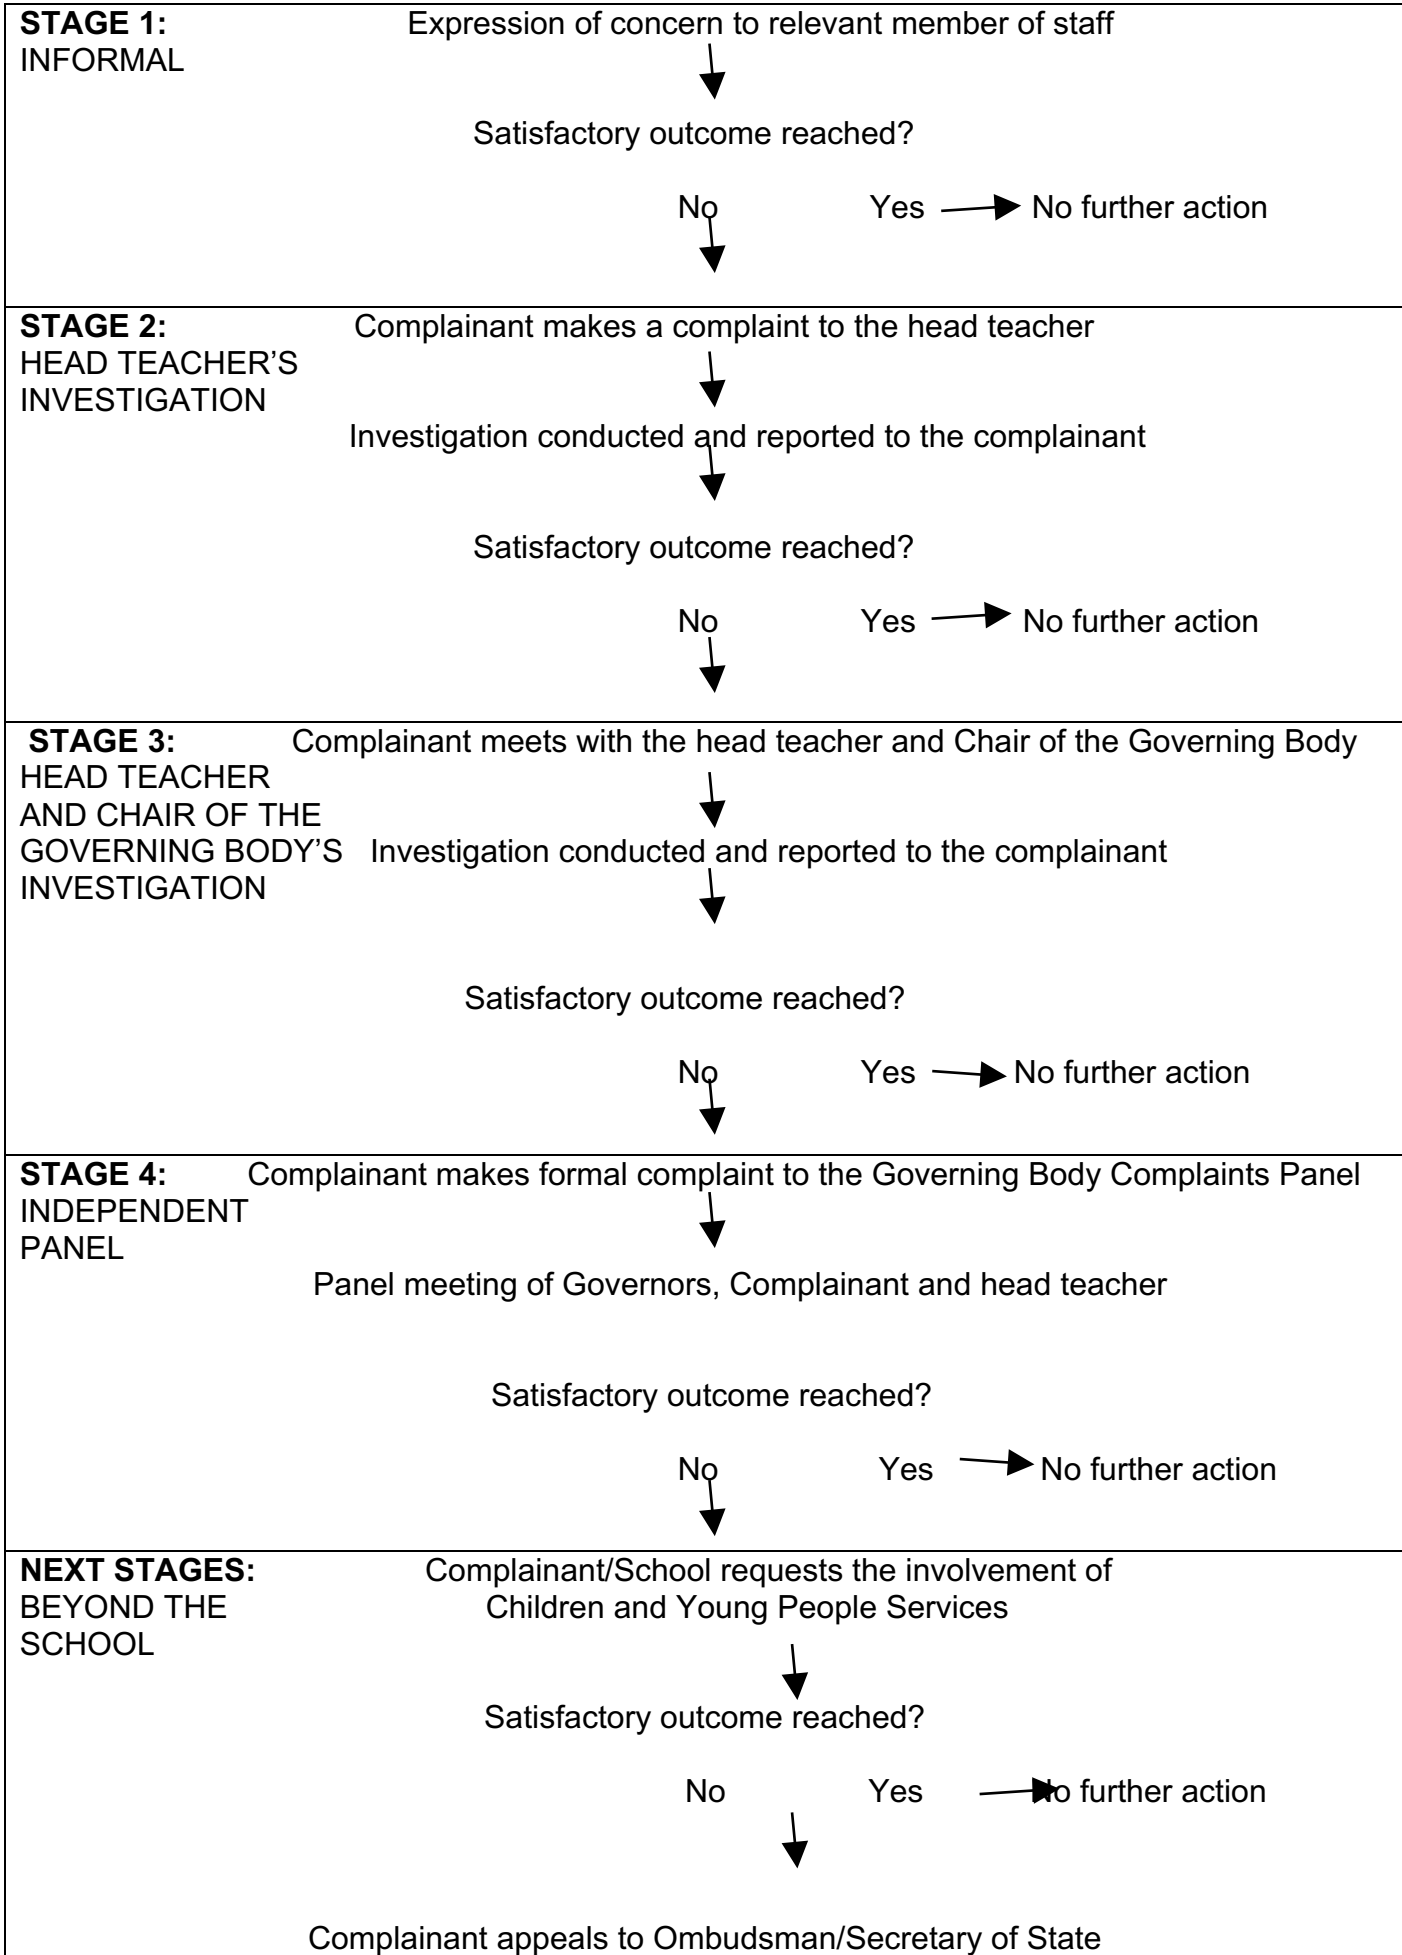 STAGE 1: Expression of concern to relevant member of staff
INFORMAL
Satisfactory outcome reached?
No Yes No further action
STAGE 2: Complainant makes a complaint to the head teacher
HEAD TEACHER’S
INVESTIGATION
Investigation conducted and reported to the complainant
Satisfactory outcome reached?
No Yes No further action
STAGE 3: Complainant meets with the head teacher and Chair of the Governing Body
HEAD TEACHER
AND CHAIR OF THE
GOVERNING BODY’S Investigation conducted and reported to the complainant
INVESTIGATION
Satisfactory outcome reached?
No Yes No further action
STAGE 4: Complainant makes formal complaint to the Governing Body Complaints Panel
INDEPENDENT
PANEL
Panel meeting of Governors, Complainant and head teacher
Satisfactory outcome reached?
No Yes No further action
NEXT STAGES: Complainant/School requests the involvement of
BEYOND THE Children and Young People Services
SCHOOL
Satisfactory outcome reached?
No Yes No further action
Complainant appeals to Ombudsman/Secretary of State